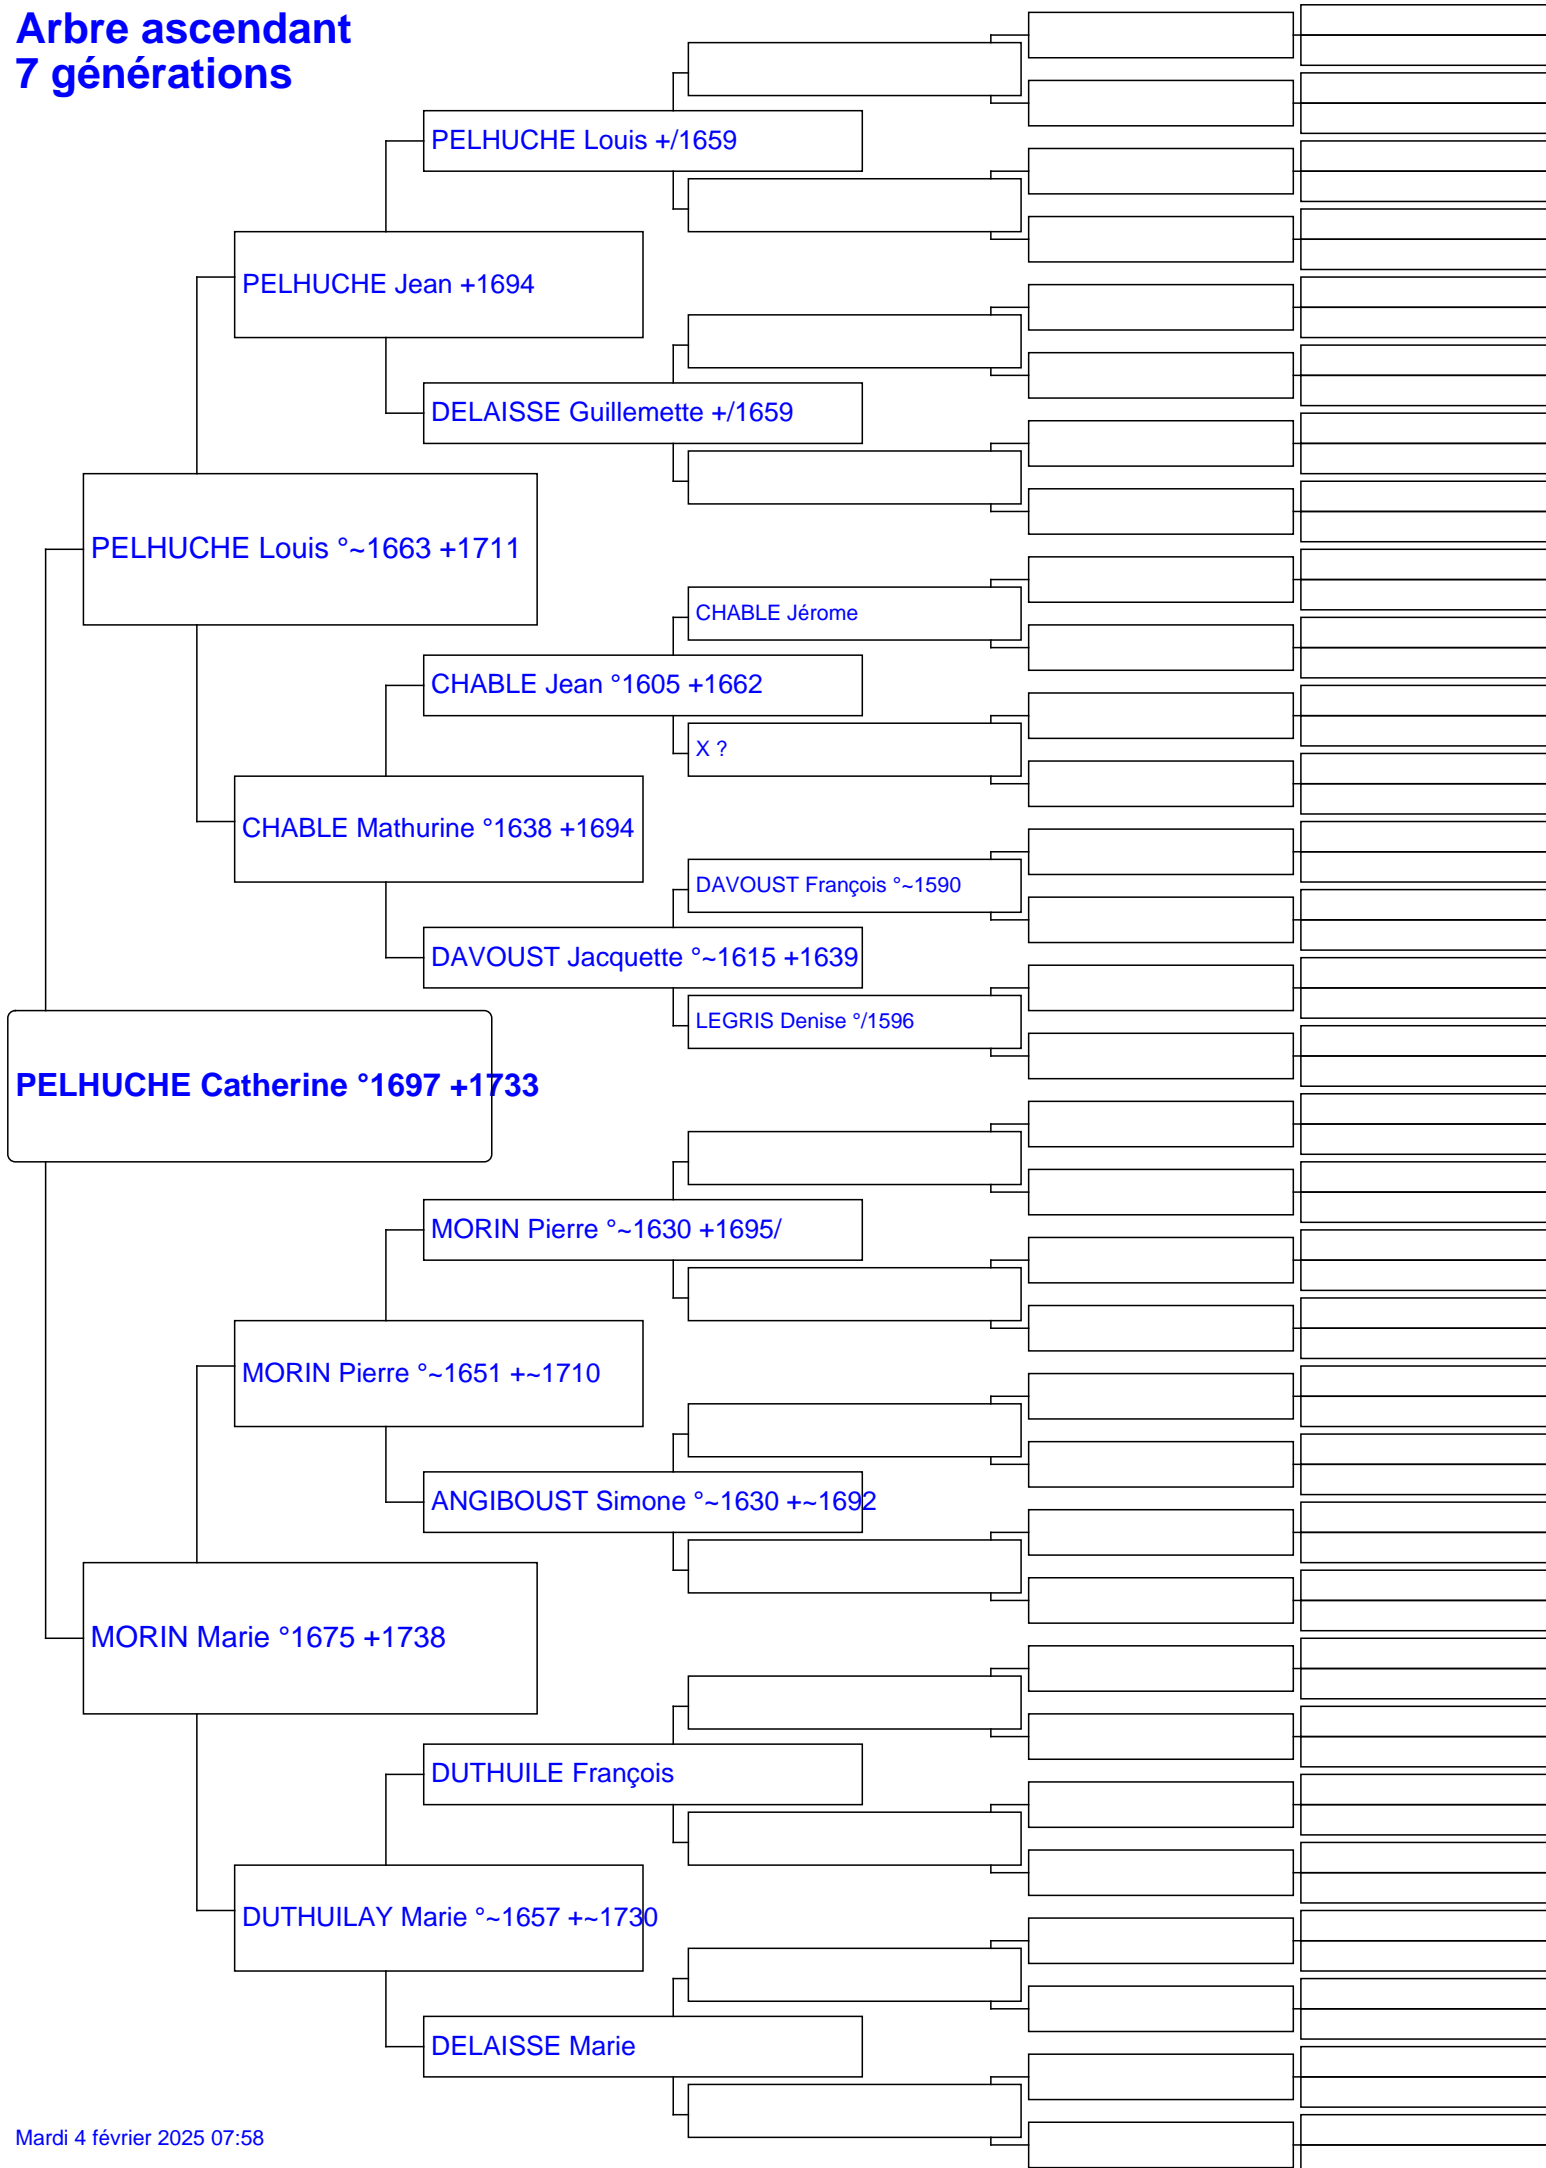 Arbre ascendant
7 générations
PELHUCHE Louis +/1659
PELHUCHE Jean +1694
DELAISSE Guillemette +/1659
PELHUCHE Louis °~1663 +1711
CHABLE Jérome
CHABLE Jean °1605 +1662
X ?
CHABLE Mathurine °1638 +1694
DAVOUST François °~1590
DAVOUST Jacquette °~1615 +1639
LEGRIS Denise °/1596
PELHUCHE Catherine °1697 +1733
MORIN Pierre °~1630 +1695/
MORIN Pierre °~1651 +~1710
ANGIBOUST Simone °~1630 +~1692
MORIN Marie °1675 +1738
DUTHUILE François
DUTHUILAY Marie °~1657 +~1730
DELAISSE Marie
Mardi 4 février 2025 07:58